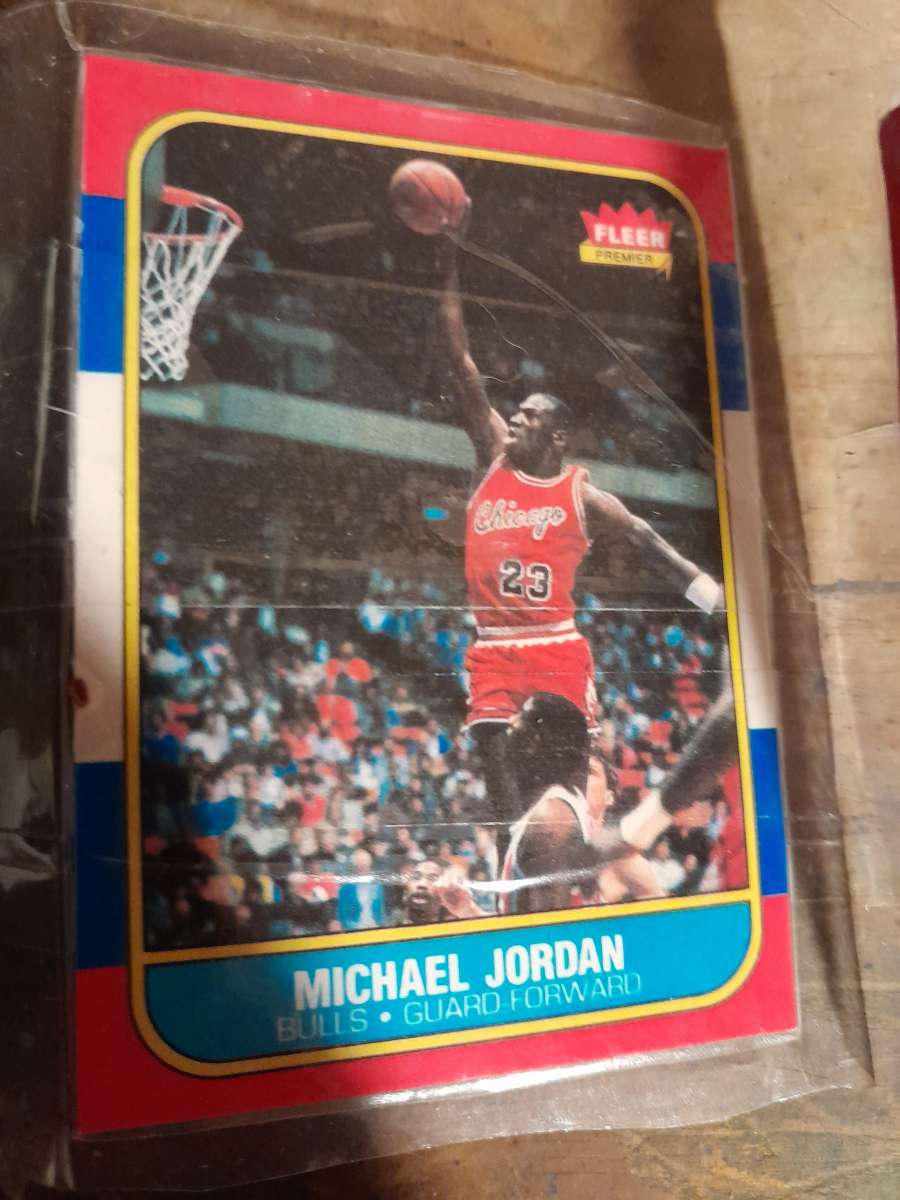 FLEER
PREMIER
Chicago
23
MICHAEL JORDAN
BULLS • GUARD-FORWARD